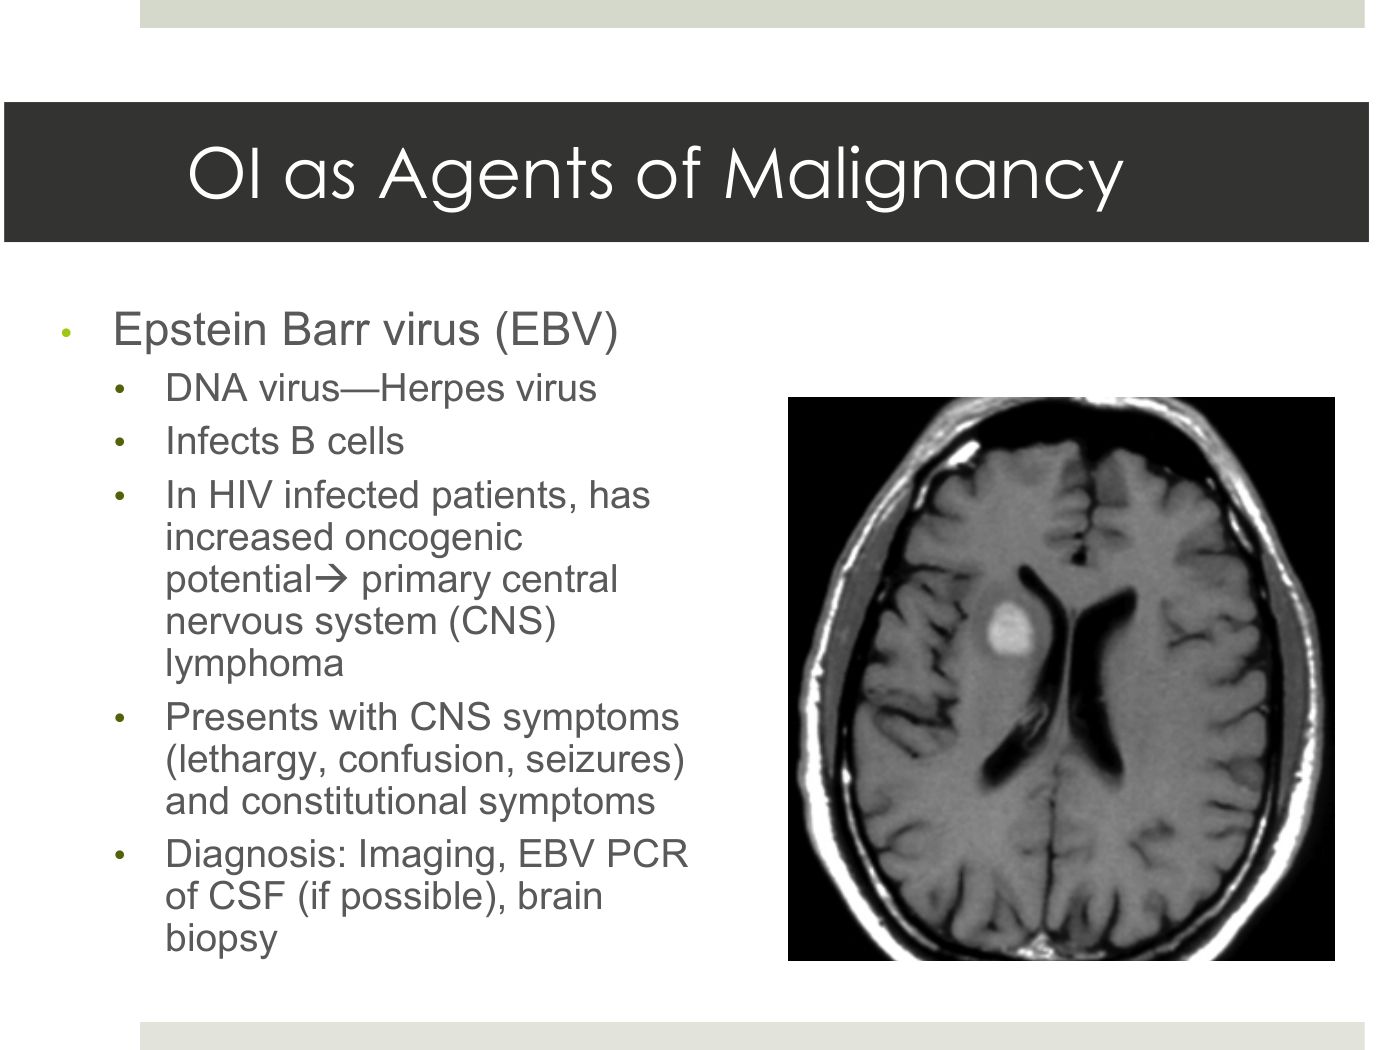 OI as Agents of Malignancy
• Epstein Barr virus (EBV)
• DNA virus—Herpes virus
• Infects B cells
• In HIV infected patients, has
increased oncogenic
potential→ primary central
nervous system (CNS)
lymphoma
• Presents with CNS symptoms
(lethargy, confusion, seizures)
and constitutional symptoms
• Diagnosis: Imaging, EBV PCR
of CSF (if possible), brain
biopsy